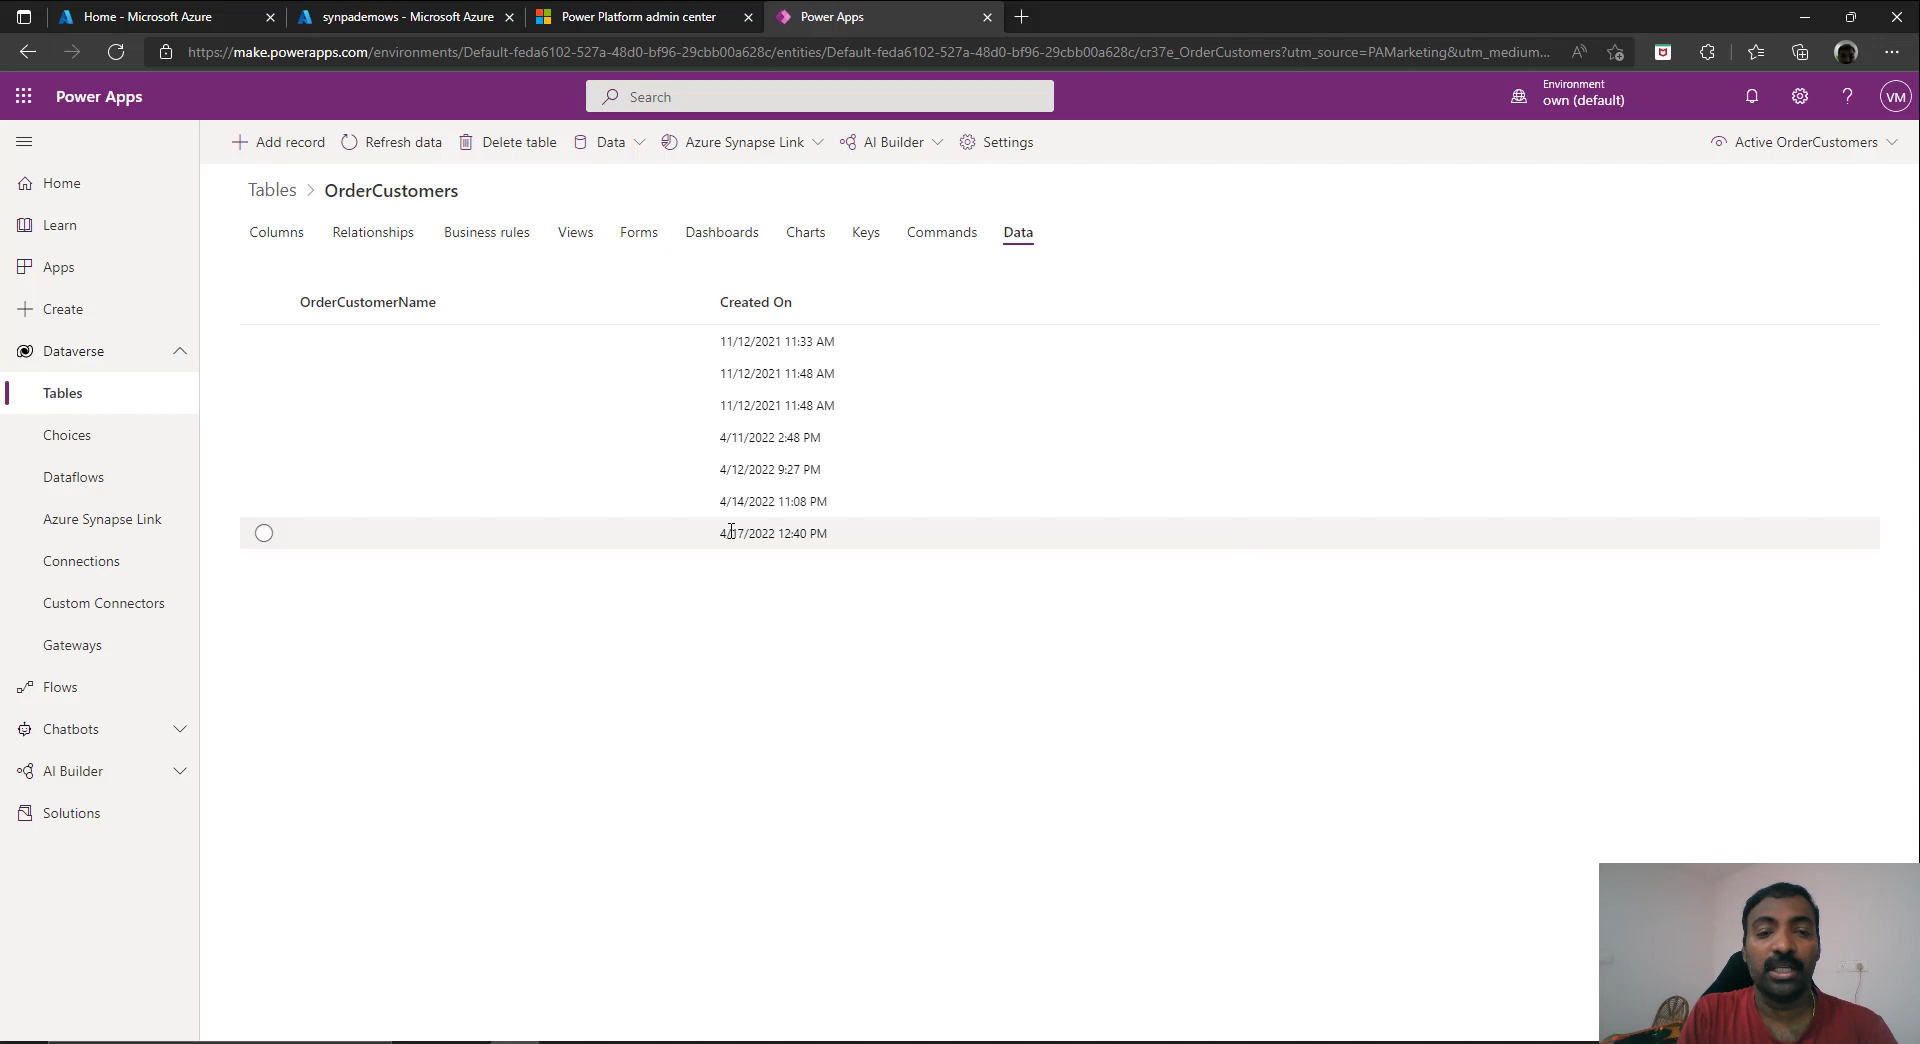 Home - Microsoft Azure
synpademows - Microsoft Azure
Power Platform admin center
Power Apps
https://make.powerapps.com/environments/Default-feda6102-527a-48d0-bf96-29cbb00a628c/entities/Default-feda6102-527a-48d0-bf96-29cbb00a628c/cr37e_OrderCustomers?utm_source=PAMarketing&utm_medium...
Power Apps
Search
Environment
own (default)
VM
Add record
Refresh data
Delete table
Data
Azure Synapse Link
AI Builder
Settings
Active OrderCustomers
Home
Learn
Apps
Create
Dataverse
Tables
Choices
Dataflows
Azure Synapse Link
Connections
Custom Connectors
Gateways
Flows
Chatbots
AI Builder
Solutions
Tables > OrderCustomers
Columns
Relationships
Business rules
Views
Forms
Dashboards
Charts
Keys
Commands
Data
OrderCustomerName
Created On
11/12/2021 11:33 AM
11/12/2021 11:48 AM
11/12/2021 11:48 AM
4/11/2022 2:48 PM
4/12/2022 9:27 PM
4/14/2022 11:08 PM
4/17/2022 12:40 PM